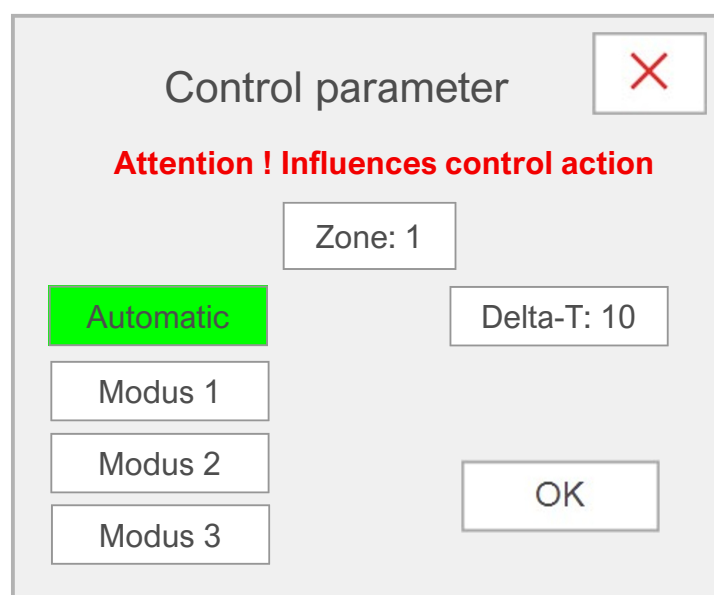 Control parameter
Attention ! Influences control action
Zone: 1
Automatic
Delta-T: 10
Modus 1
Modus 2
OK
Modus 3